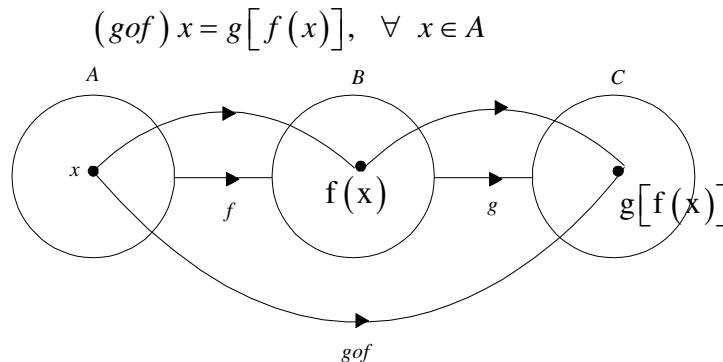 (gof) x = g[f(x)], ∀ x ∈ A
A B C
x
f(x) g[f(x)]
f g
gof